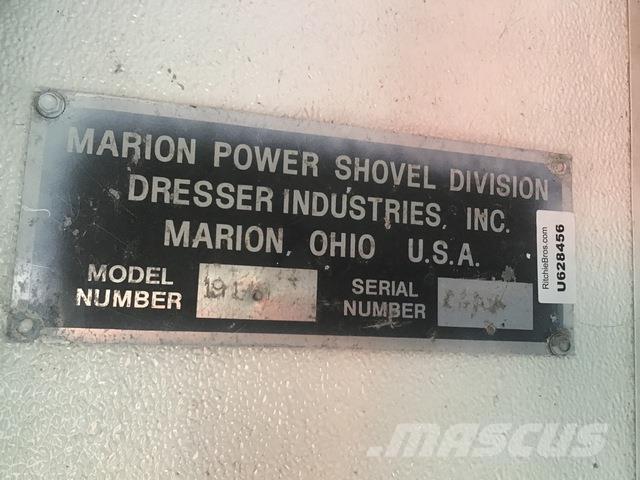 MARION POWER SHOVEL DIVISION
DRESSER INDUSTRIES, INC.
MARION, OHIO U.S.A.
MODEL
NUMBER
SERIAL
NUMBER
RitchieBros.com
U628456
MASCUS